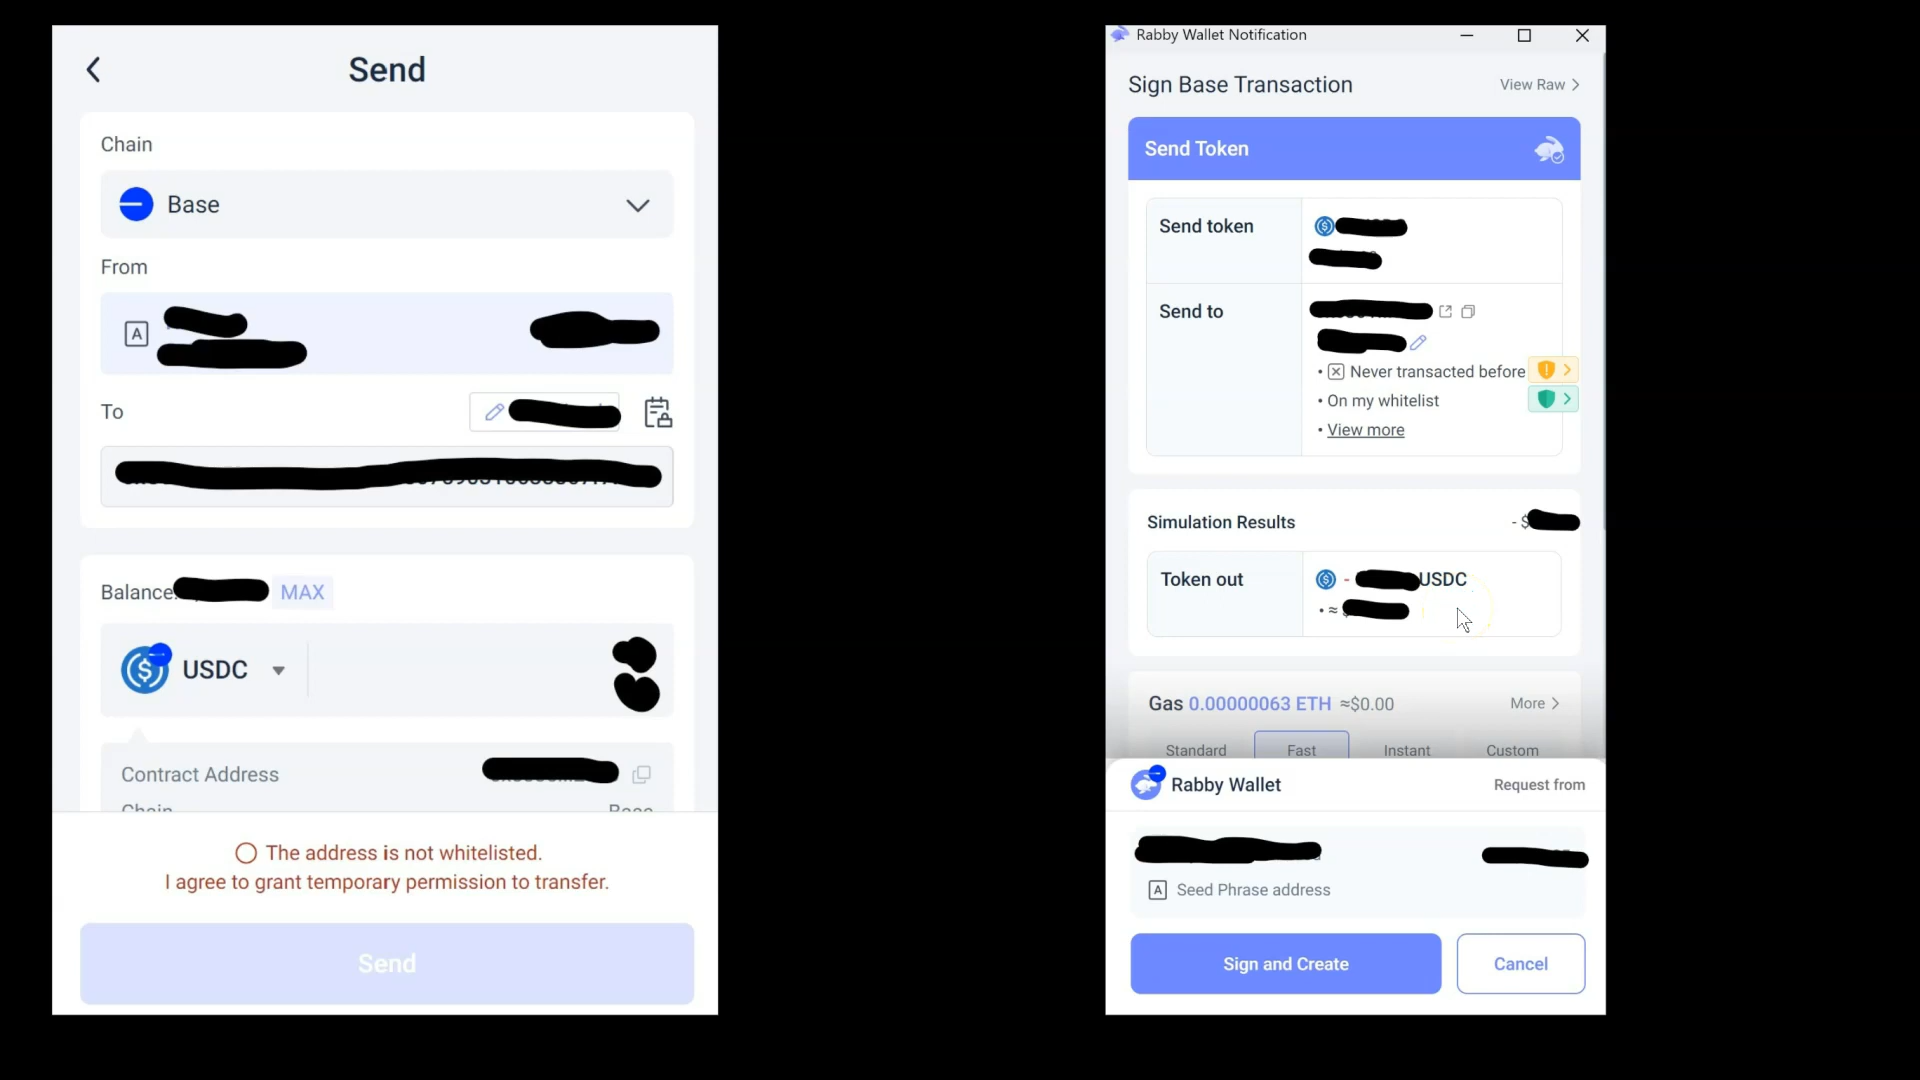 Send
Chain
Base
From
A
To
Balance:
MAX
USDC
Contract Address
Chain
Base
The address is not whitelisted.
I agree to grant temporary permission to transfer.
Send
Rabby Wallet Notification
Sign Base Transaction
View Raw
Send Token
Send token
Send to
• Never transacted before
• On my whitelist
• View more
Simulation Results
- $
Token out
- USDC
• ≈
Gas 0.00000063 ETH ≈$0.00
More
Standard
Fast
Instant
Custom
Rabby Wallet
Request from
A Seed Phrase address
Sign and Create
Cancel